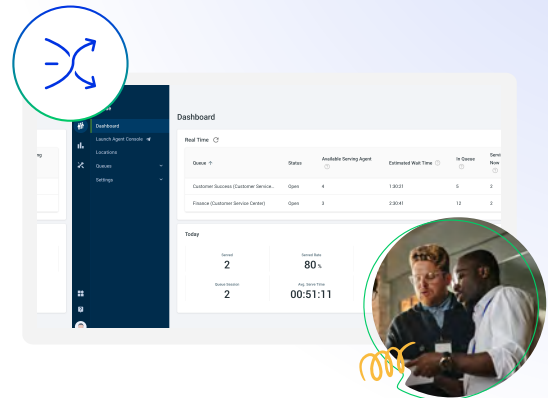 Dashboard
Launch Agent Console
Locations
Queues
Settings
Dashboard
Real Time
Queue ↑
Status
Available Serving Agent
Estimated Wait Time
In Queue
Now
Customer Success (Customer Service...
Open
4
1:30:21
5
2
Finance (Customer Service Center)
Open
3
2:30:41
12
2
Today
Served
2
Served Rate
80 %
Queue Session
2
Avg. Serve Time
00:51:11